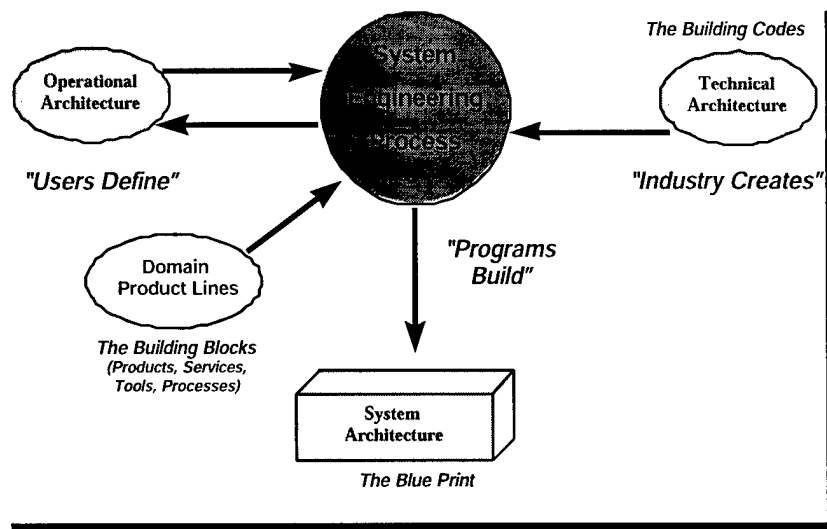 The Building Codes
Operational
Architecture
System
Engineering
Process
Technical
Architecture
"Users Define"
"Industry Creates"
Domain
Product Lines
"Programs
Build"
The Building Blocks
(Products, Services,
Tools, Processes)
System
Architecture
The Blue Print